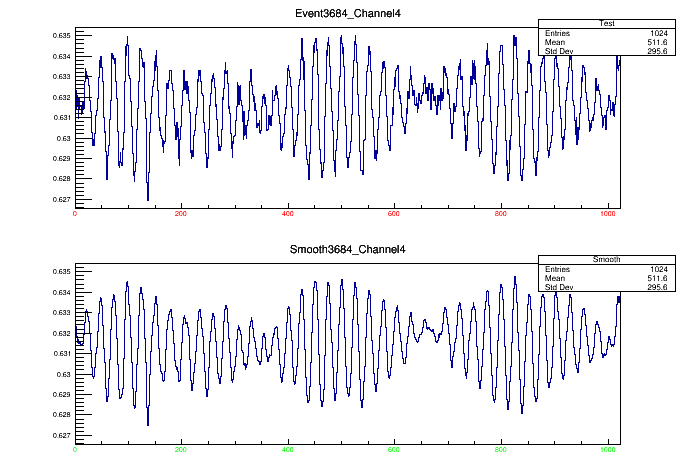 Event3684_Channel4
Test
Entries 1024
Mean 511.6
Std Dev 295.6
0.635
0.634
0.633
0.632
0.631
0.63
0.629
0.628
0.627
0 200 400 600 800 1000
Smooth3684_Channel4
Smooth
Entries 1024
Mean 511.6
Std Dev 295.6
0.635
0.634
0.633
0.632
0.631
0.63
0.629
0.628
0.627
0 200 400 600 800 1000